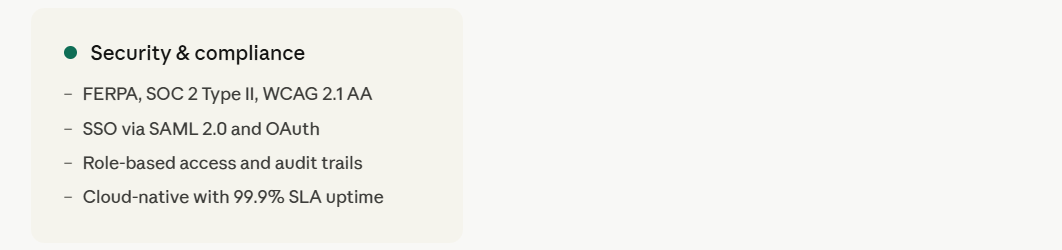 Security & compliance
– FERPA, SOC 2 Type II, WCAG 2.1 AA
– SSO via SAML 2.0 and OAuth
– Role-based access and audit trails
– Cloud-native with 99.9% SLA uptime